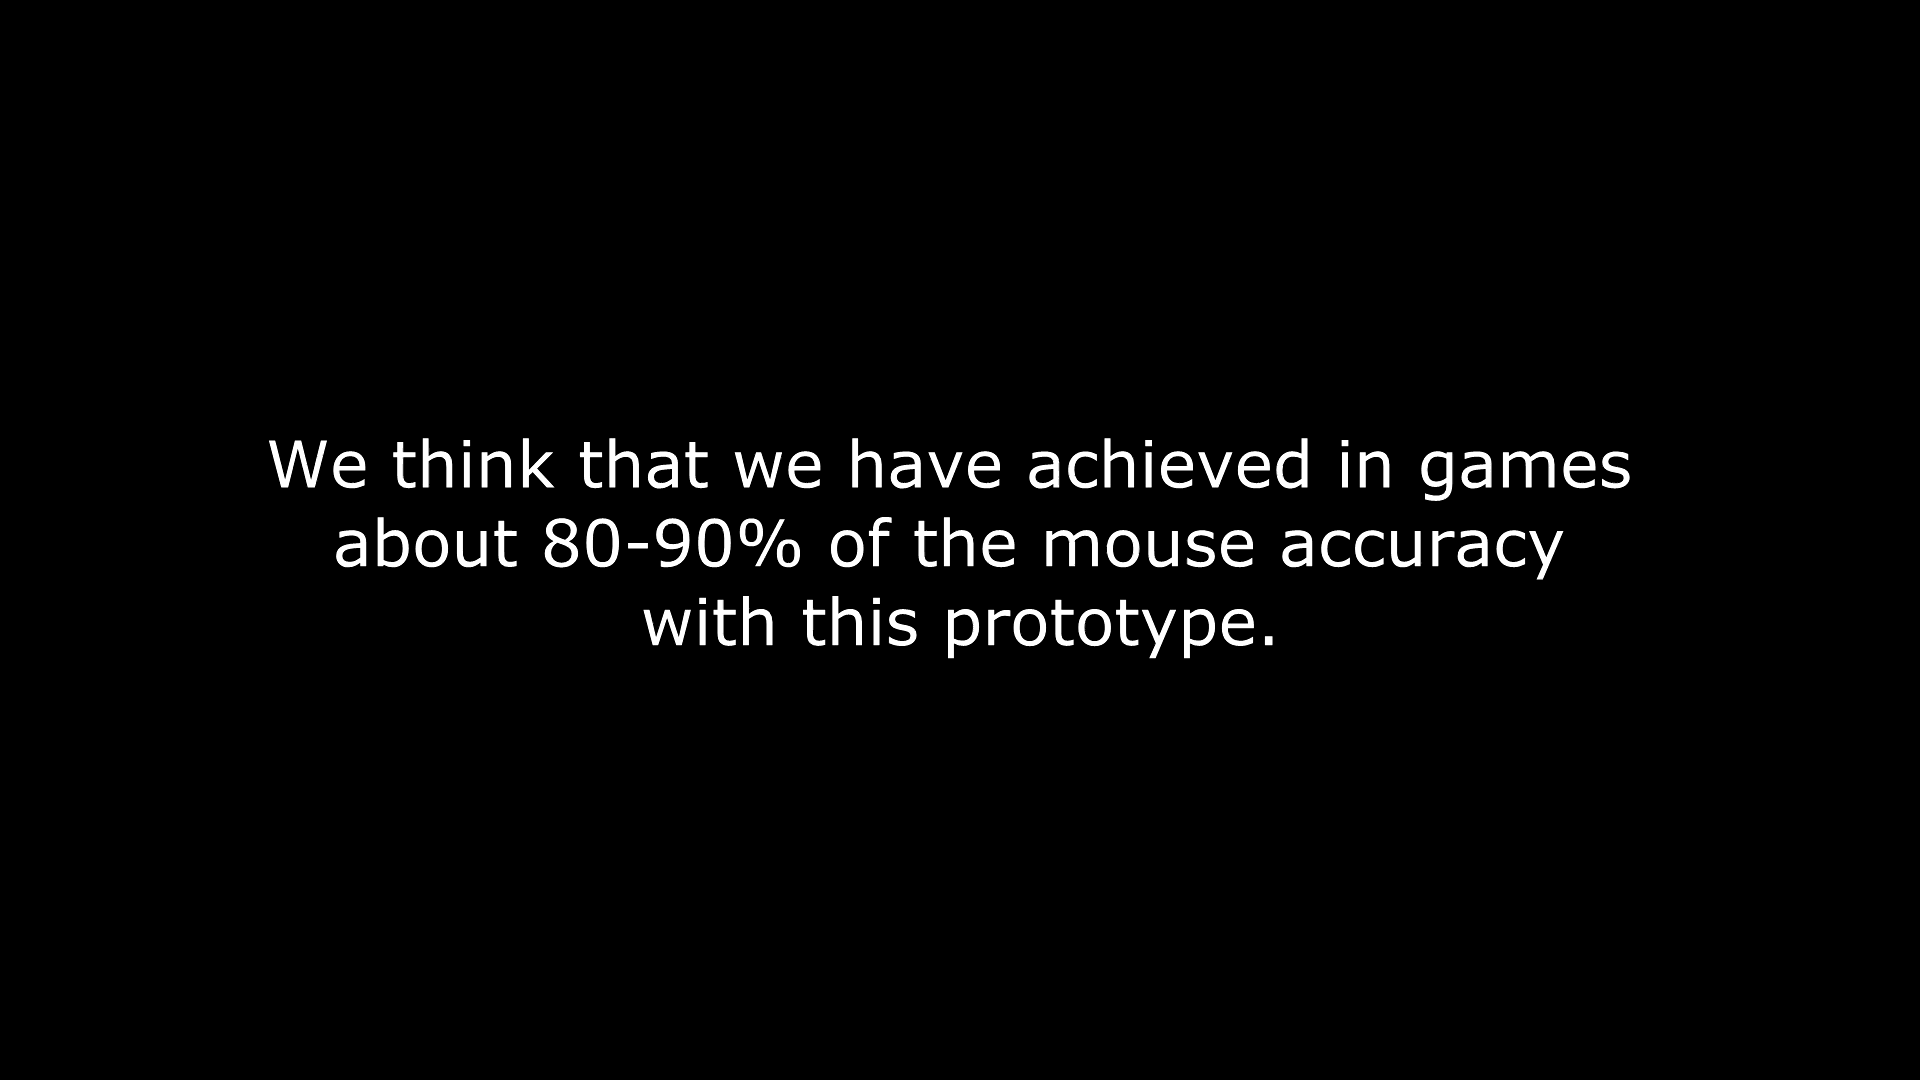 We think that we have achieved in games
about 80-90% of the mouse accuracy
with this prototype.